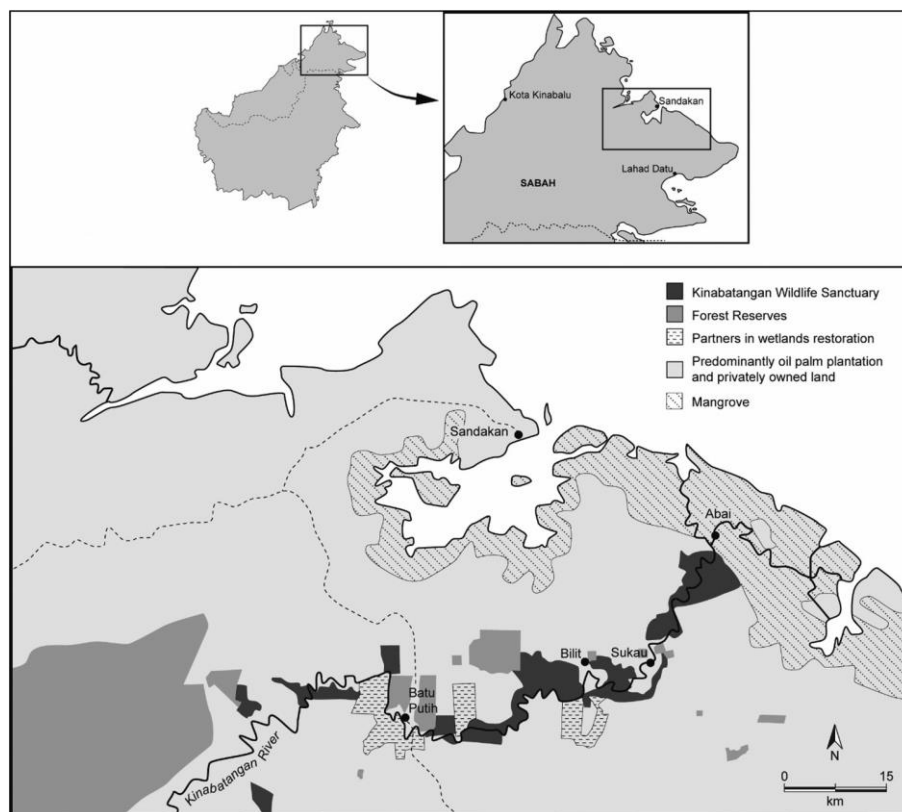 Kota Kinabalu
Sandakan
Lahad Datu
SABAH
Kinabatangan Wildlife Sanctuary
Forest Reserves
Partners in wetlands restoration
Predominantly oil palm plantation
and privately owned land
Mangrove
Sandakan
Abai
Bilit
Sukau
Batu
Putih
Kinabatangan River
N
0
15
km